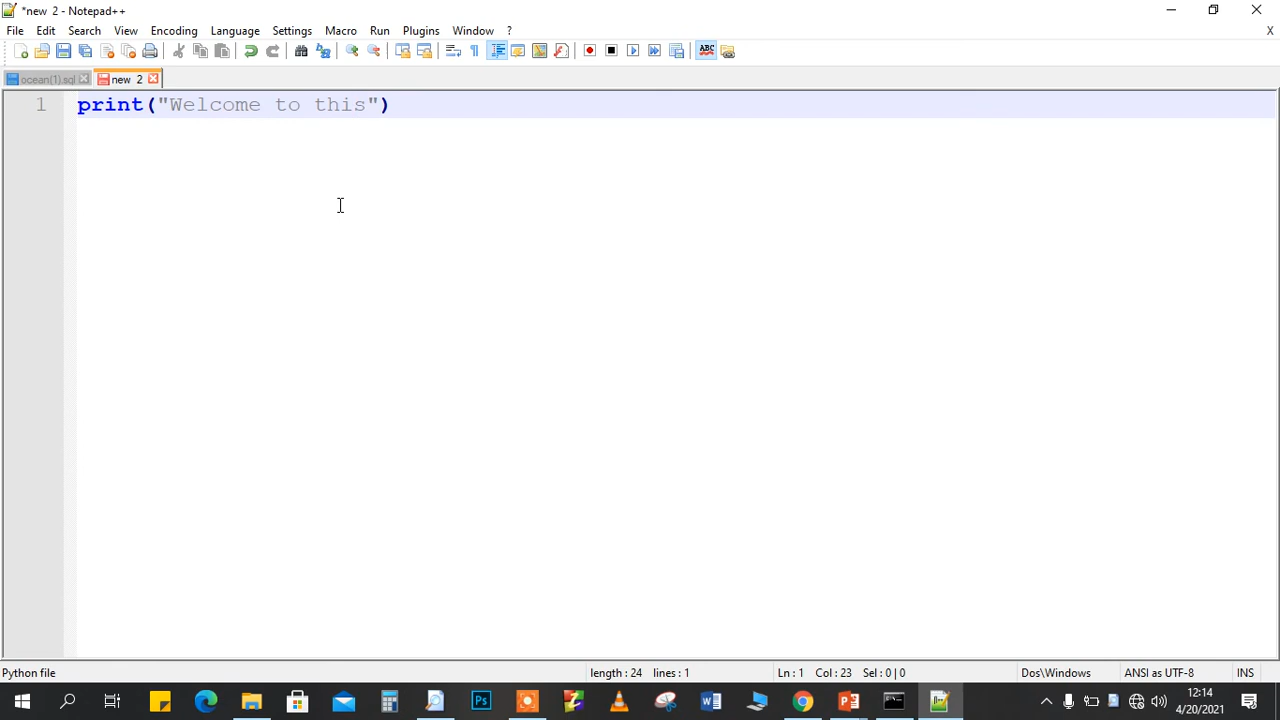 *new 2 - Notepad++
File Edit Search View Encoding Language Settings Macro Run Plugins Window ? X
ABC
ocean(1).sql new 2
1 print("Welcome to this")
Python file length : 24 lines : 1 Ln : 1 Col : 23 Sel : 0 | 0 Dos\Windows ANSI as UTF-8 INS
Ps
12:14
4/20/2021